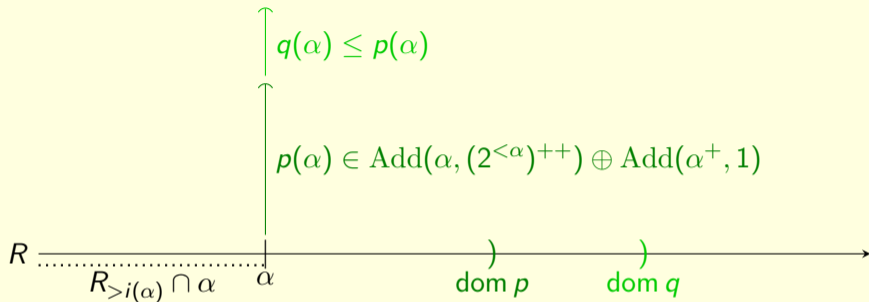 q(α) ≤ p(α)
p(α) ∈ Add(α, (2^{<α})^{++}) ⊕ Add(α^+, 1)
R
R_{>i(α)} ∩ α
α
dom p
dom q